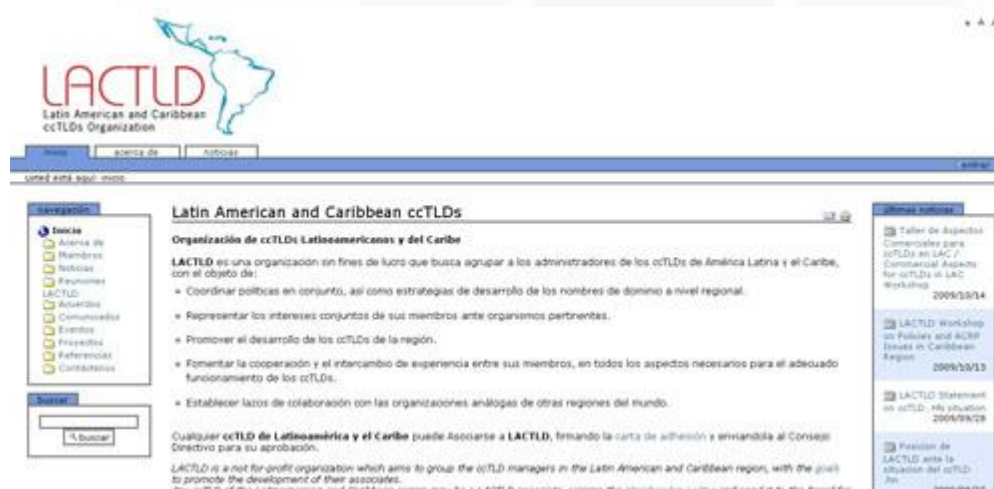 LACTLD
Latin American and Caribbean
ccTLDs Organization
inicio
acerca de
noticias
entrar
usted está aquí: inicio
navegación
Inicio
Acerca de
Miembros
Noticias
Reuniones
LACTLD
Acuerdos
Comunicados
Eventos
Proyectos
Referencias
Contáctenos
buscar
buscar
Latin American and Caribbean ccTLDs
Organización de ccTLDs Latinoamericanos y del Caribe
LACTLD es una organización sin fines de lucro que busca agrupar a los administradores de los ccTLDs de América Latina y el Caribe,
con el objeto de:
Coordinar políticas en conjunto, así como estrategias de desarrollo de los nombres de dominio a nivel regional.
Representar los intereses conjuntos de sus miembros ante organismos pertinentes.
Promover el desarrollo de los ccTLDs de la región.
Fomentar la cooperación y el intercambio de experiencia entre sus miembros, en todos los aspectos necesarios para el adecuado
funcionamiento de los ccTLDs.
Establecer lazos de colaboración con las organizaciones análogas de otras regiones del mundo.
Cualquier ccTLD de Latinoamérica y el Caribe puede Asociarse a LACTLD, firmando la carta de adhesión y enviandola al Consejo
Directivo para su aprobación.
LACTLD is a not for profit organization which aims to group the ccTLD managers in the Latin American and Caribbean region, with the goals
to promote the development of their associates.
últimas noticias
Taller de Aspectos
Comerciales para
ccTLDs en LAC /
Commercial Aspects
for ccTLDs in LAC
Workshop
2009/10/14
LACTLD Workshop
on Policies and
Issues in Caribbean
Region
2009/10/13
LACTLD Statement
on ccTLD .HN situation
2009/09/28
Posicion de
LACTLD ante la
situacion del ccTLD
.hn